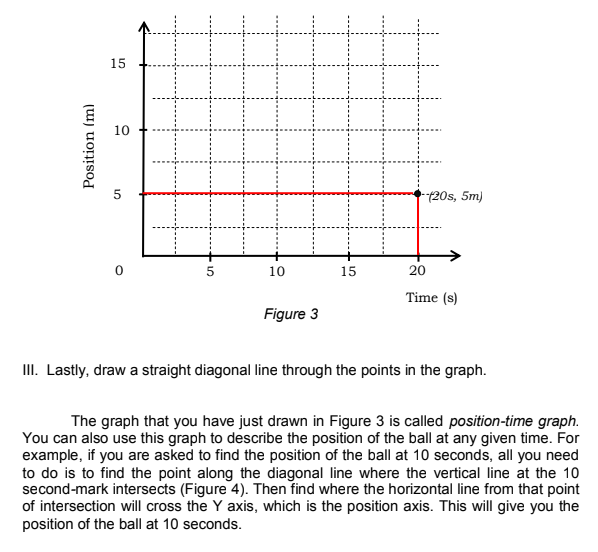 15
Position (m)
10
5
(20s, 5m)
0 5 10 15 20
Time (s)
Figure 3
III. Lastly, draw a straight diagonal line through the points in the graph.
The graph that you have just drawn in Figure 3 is called position-time graph.
You can also use this graph to describe the position of the ball at any given time. For
example, if you are asked to find the position of the ball at 10 seconds, all you need
to do is to find the point along the diagonal line where the vertical line at the 10
second-mark intersects (Figure 4). Then find where the horizontal line from that point
of intersection will cross the Y axis, which is the position axis. This will give you the
position of the ball at 10 seconds.